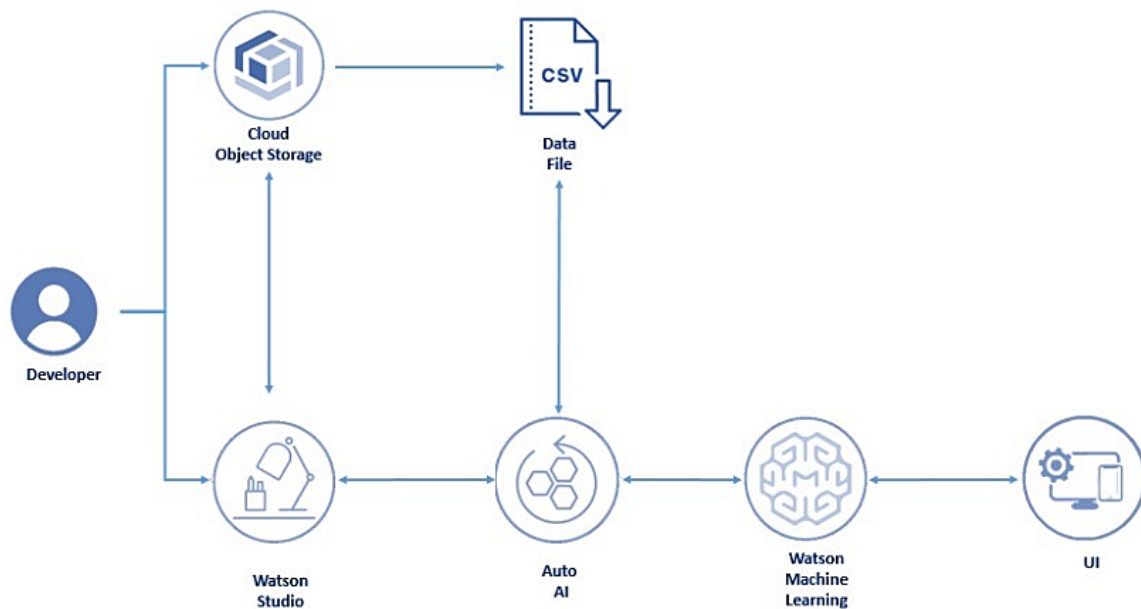 CSV
Cloud
Object Storage
Data
File
Developer
Watson
Studio
Auto
AI
Watson
Machine
Learning
UI